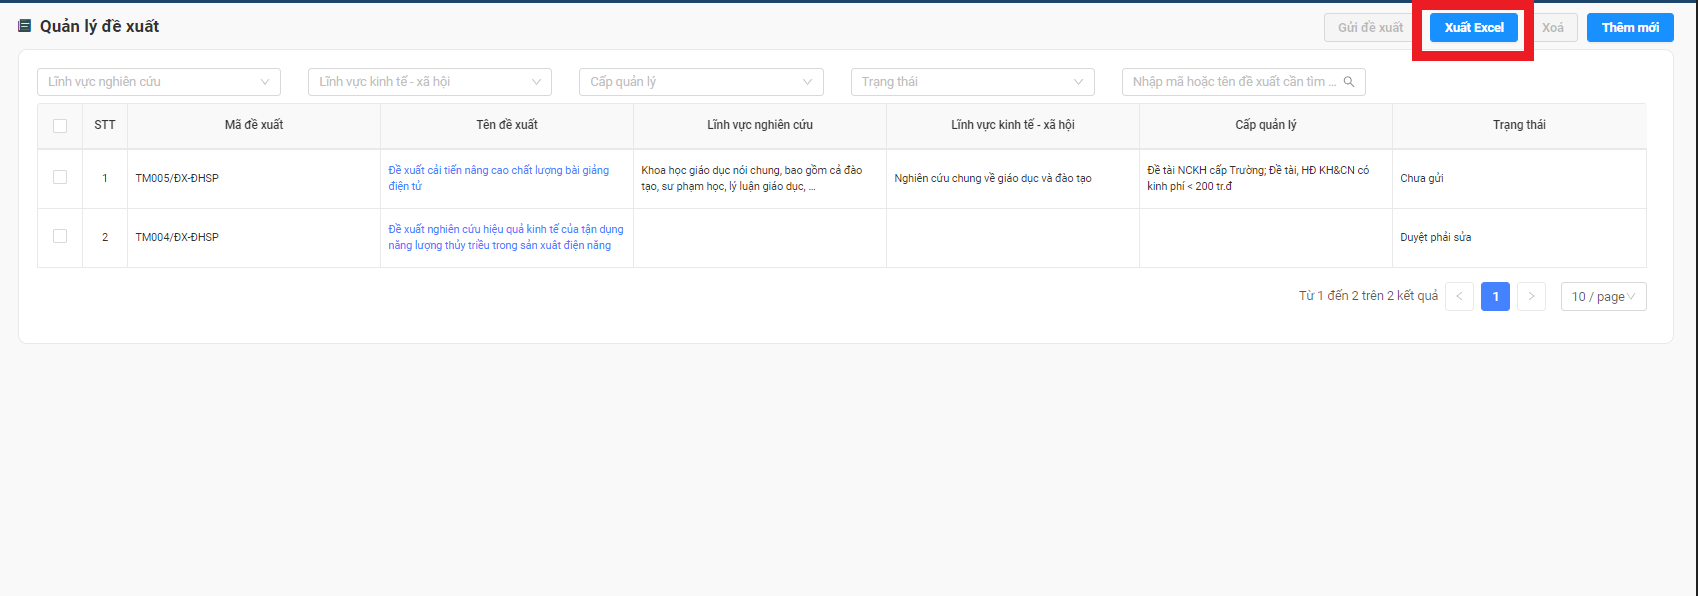 Quản lý đề xuất
Gửi đề xuất
Xuất Excel
Xoá
Thêm mới
Lĩnh vực nghiên cứu
Lĩnh vực kinh tế - xã hội
Cấp quản lý
Trạng thái
Nhập mã hoặc tên đề xuất cần tìm ...
STT
Mã đề xuất
Tên đề xuất
Lĩnh vực nghiên cứu
Lĩnh vực kinh tế - xã hội
Cấp quản lý
Trạng thái
1
TM005/ĐX-ĐHSP
Đề xuất cải tiến nâng cao chất lượng bài giảng
điện tử
Khoa học giáo dục nói chung, bao gồm cả đào
tạo, sư phạm học, lý luận giáo dục, ...
Nghiên cứu chung về giáo dục và đào tạo
Đề tài NCKH cấp Trường; Đề tài, HĐ KH&CN có
kinh phí < 200 tr.đ
Chưa gửi
2
TM004/ĐX-ĐHSP
Đề xuất nghiên cứu hiệu quả kinh tế của tận dụng
năng lượng thủy triều trong sản xuất điện năng
Duyệt phải sửa
Từ 1 đến 2 trên 2 kết quả
<
1
>
10 / page